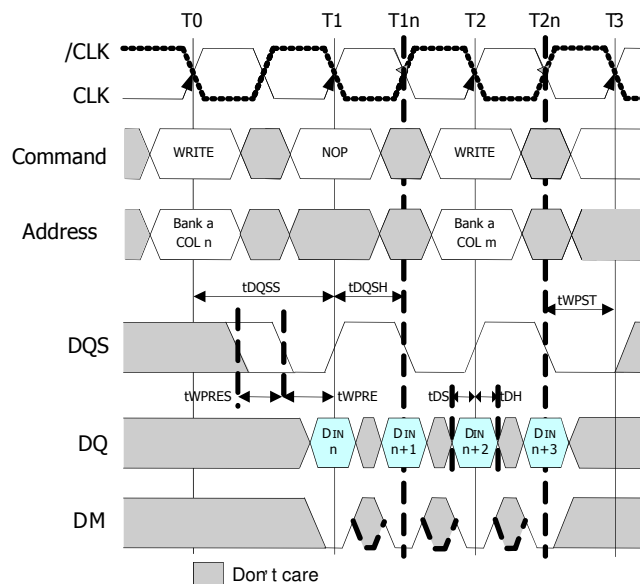 T0 T1 T1n T2 T2n T3
/CLK
CLK
Command WRITE NOP WRITE
Address Bank a COL n Bank a COL m
tDQSS tDQSH tWPST
DQS
tWPRES tWPRE tDS tDH
DQ DIN n DIN n+1 DIN n+2 DIN n+3
DM
Don't care